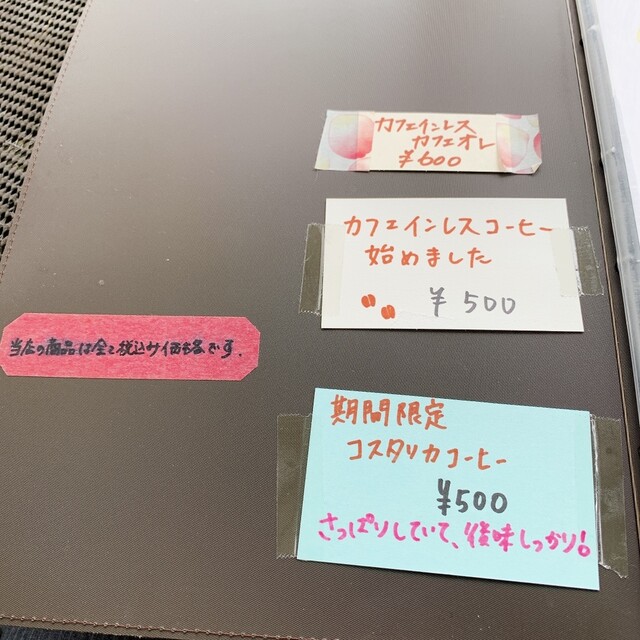 カフェインレス
カフェオレ
¥600
カフェインレスコーヒー
始めました
¥500
当店の商品は全て税込み価格です.
期間限定
コスタリカコーヒー
¥500
さっぱりしていて、後味しっかり!